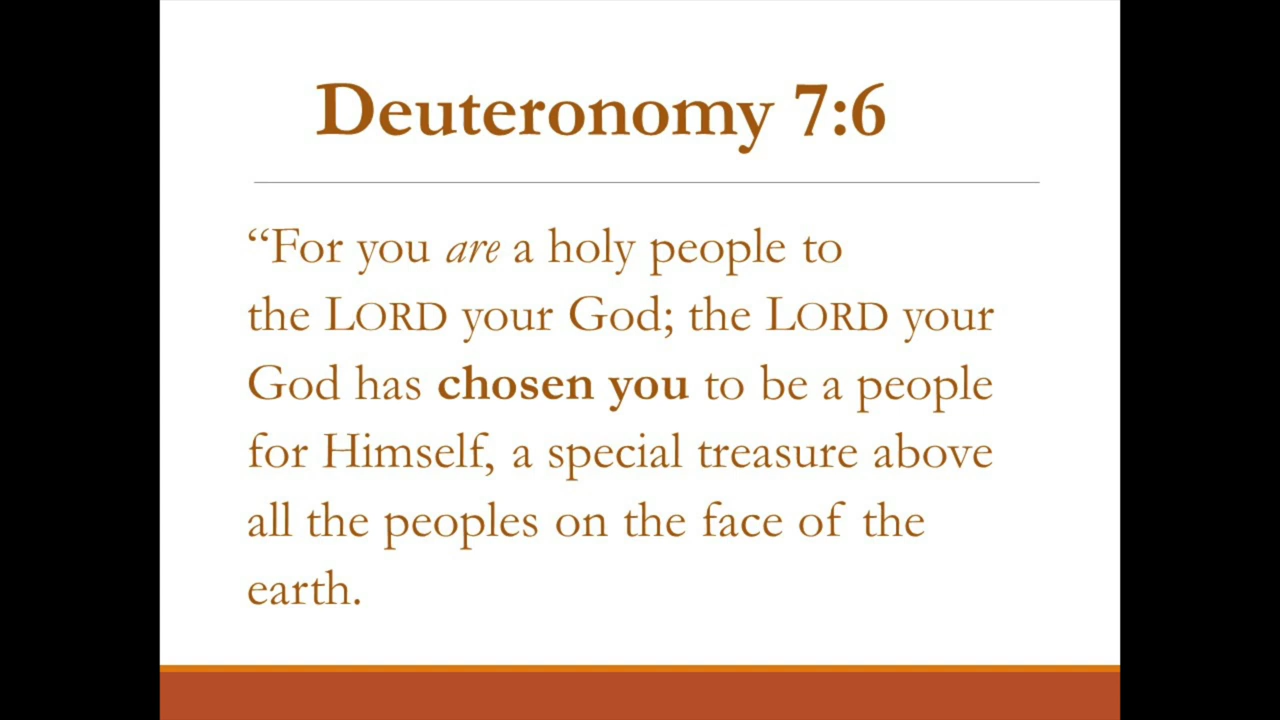 Deuteronomy 7:6
“For you are a holy people to
the LORD your God; the LORD your
God has chosen you to be a people
for Himself, a special treasure above
all the peoples on the face of the
earth.